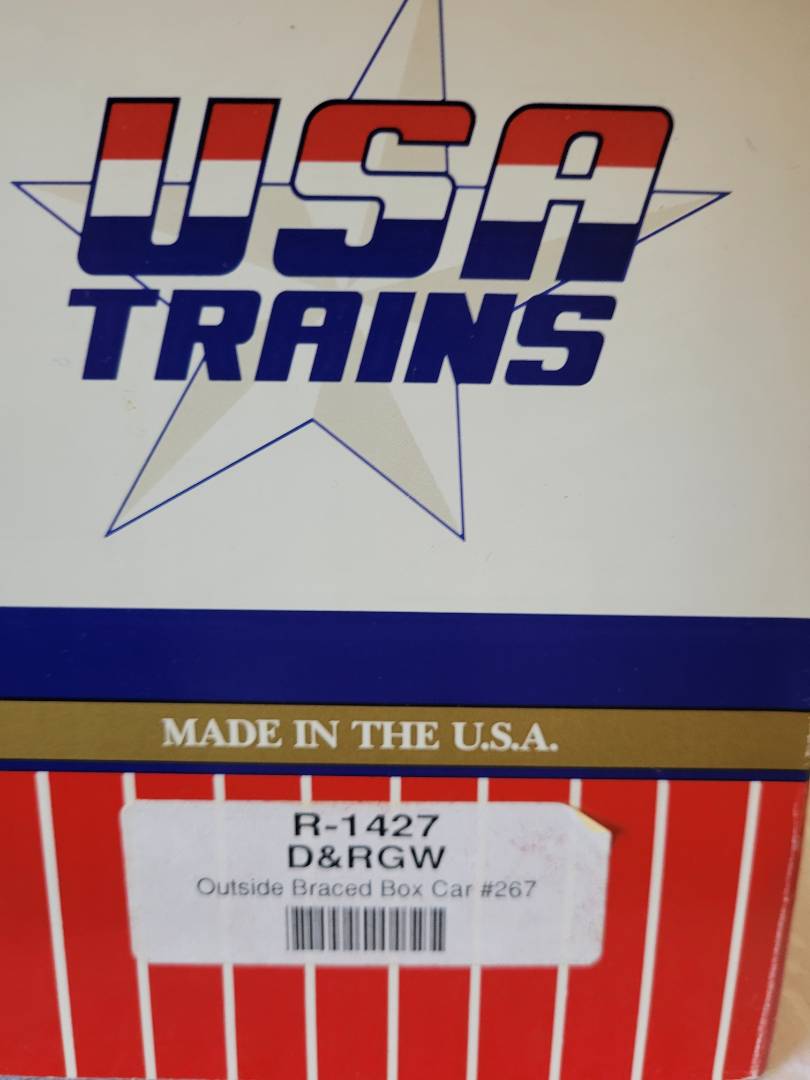 USA
TRAINS
MADE IN THE U.S.A.
R-1427
D&RGW
Outside Braced Box Car #267